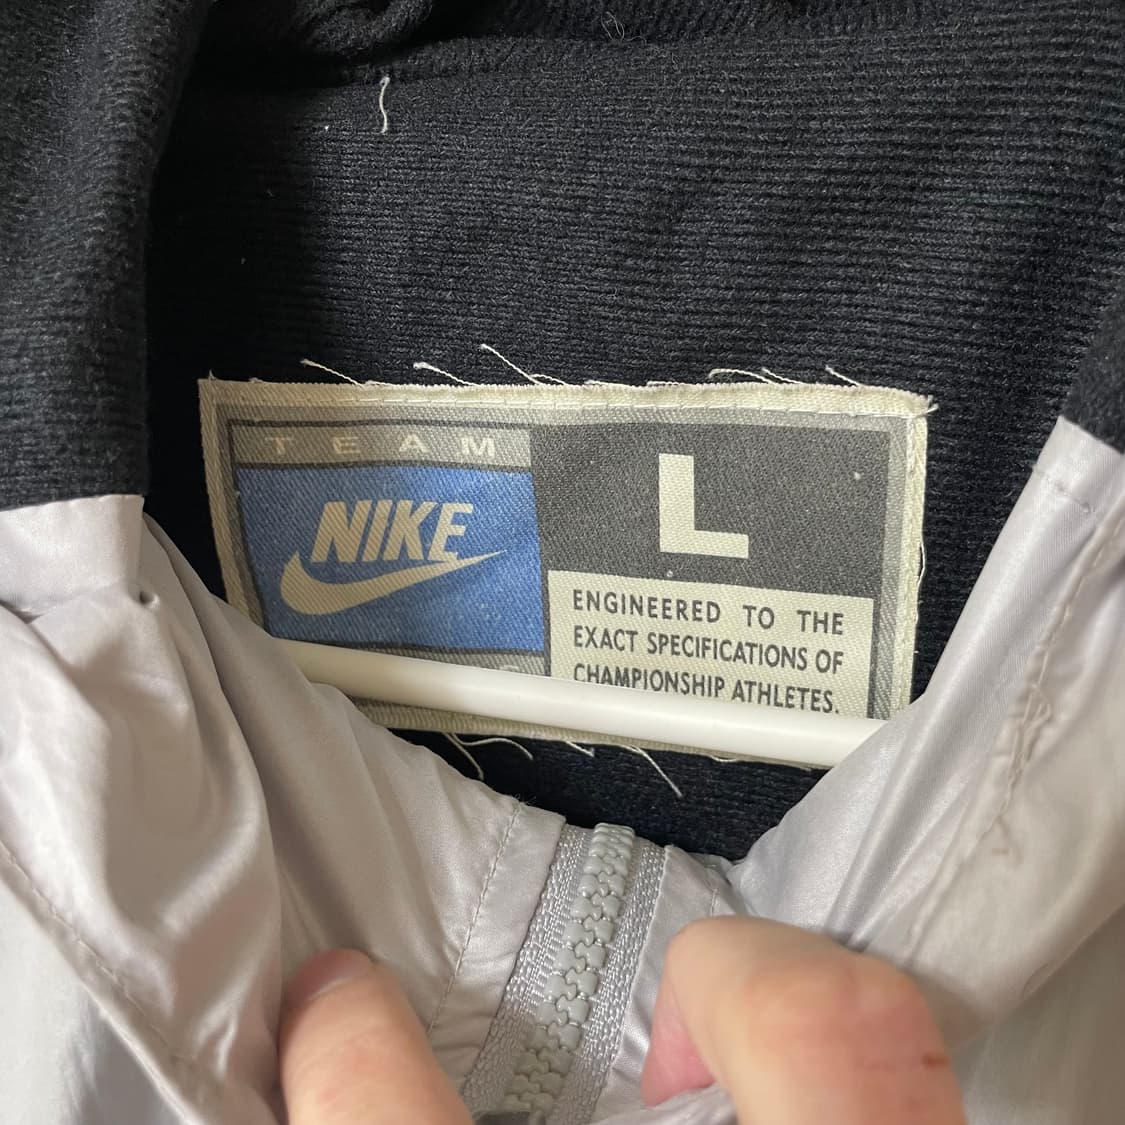 TEAM
NIKE
L
ENGINEERED TO THE
EXACT SPECIFICATIONS OF
CHAMPIONSHIP ATHLETES.